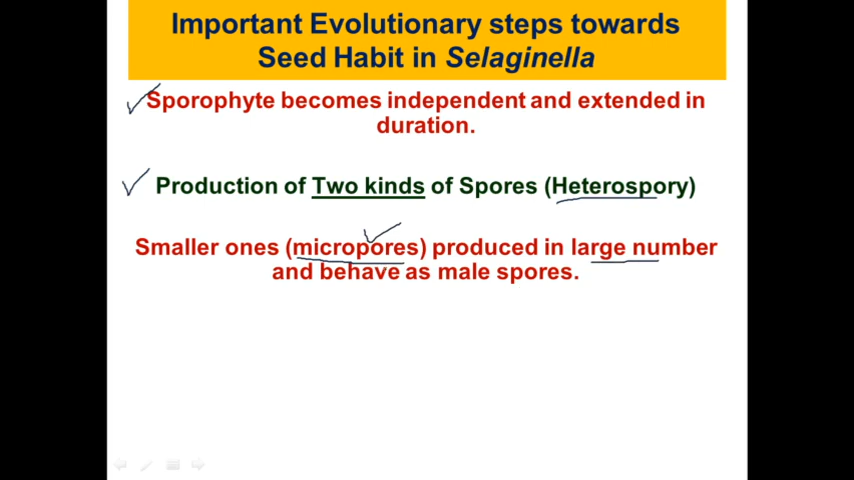 Important Evolutionary steps towards
Seed Habit in Selaginella
Sporophyte becomes independent and extended in
duration.
Production of Two kinds of Spores (Heterospory)
Smaller ones (micropores) produced in large number
and behave as male spores.